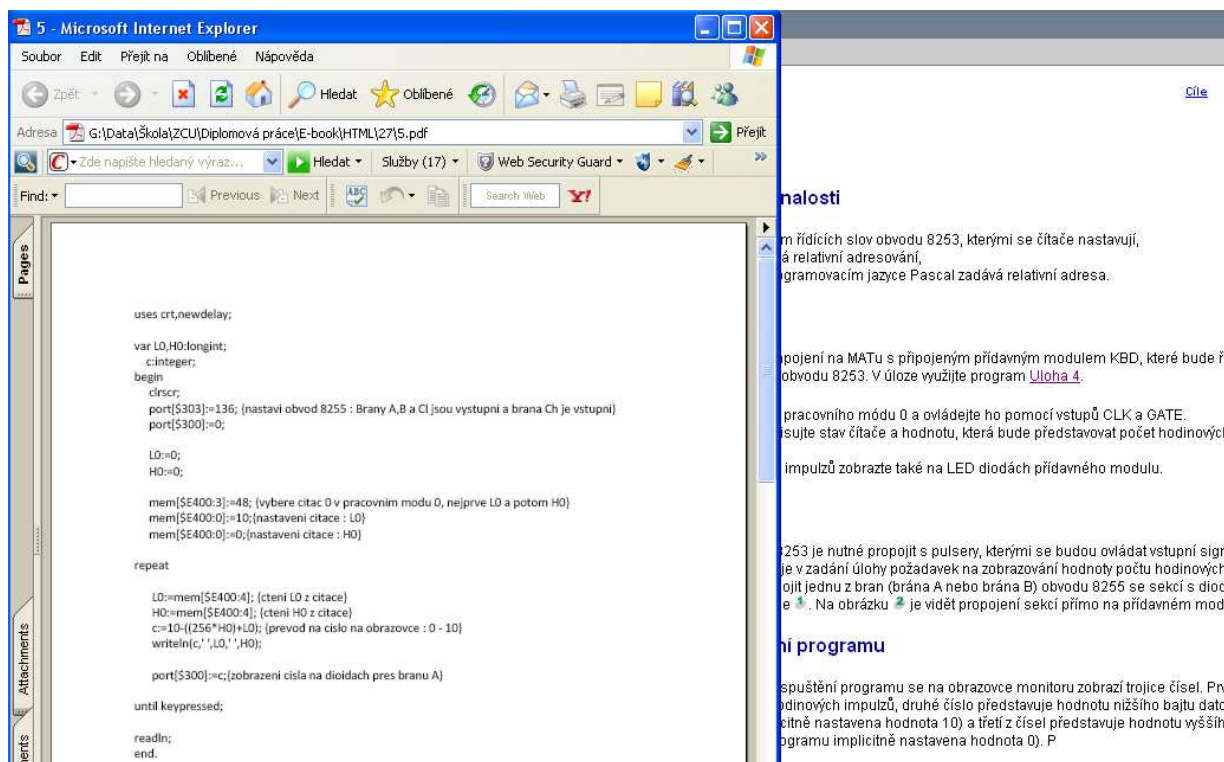 5 - Microsoft Internet Explorer
Soubor Edit Přejít na Oblíbené Nápověda
Zpět Hledat Oblíbené
Adresa G:\Data\Škola\ZCU\Diplomová práce\E-book\HTML\27\5.pdf Přejít
Zde napište hledaný výraz... Hledat Služby (17) Web Security Guard
Find: Previous Next ABC Search Web Y!
Pages
Attachments
uses crt,newdelay;
var L0,H0:longint;
c:integer;
begin
clrscr;
port[$303]:=136; {nastavi obvod 8255 : Brany A,B a Cl jsou vystupni a brana Ch je vstupni}
port[$300]:=0;
L0:=0;
H0:=0;
mem[$E400:3]:=48; {vybere citac 0 v pracovnim modu 0, nejprve L0 a potom H0}
mem[$E400:0]:=10;{nastaveni citace : L0}
mem[$E400:0]:=0;{nastaveni citace : H0}
repeat
L0:=mem[$E400:4]; {cteni L0 z citace}
H0:=mem[$E400:4]; {cteni H0 z citace}
c:=10-((256*H0)+L0); {prevod na cislo na obrazovce : 0 - 10}
writeln(c,' ',L0,' ',H0);
port[$300]:=c;{zobrazeni cisla na dioidach pres branu A}
until keypressed;
readln;
end.
Cíle
nalosti
m řídících slov obvodu 8253, kterými se čítače nastavují,
á relativní adresování,
ogramovacím jazyce Pascal zadává relativní adresa.
pojení na MATu s připojeným přídavným modulem KBD, které bude ř
obvodu 8253. V úloze využijte program Uloha 4.
pracovního módu 0 a ovládejte ho pomocí vstupů CLK a GATE.
isujte stav čítače a hodnotu, která bude představovat počet hodinovýc
impulzů zobrazte také na LED diodách přídavného modulu.
8253 je nutné propojit s pulsery, kterými se budou ovládat vstupní sign
je v zadání úlohy požadavek na zobrazování hodnoty počtu hodinových
ojit jednu z bran (brána A nebo brána B) obvodu 8255 se sekcí s diod
e 1. Na obrázku 2 je vidět propojení sekcí přímo na přídavném mod
ní programu
spuštění programu se na obrazovce monitoru zobrazí trojice čísel. Prv
odinových impulzů, druhé číslo představuje hodnotu nižšího bajtu dato
citně nastavena hodnota 10) a třetí z čísel představuje hodnotu vyšším
ogramu implicitně nastavena hodnota 0). P